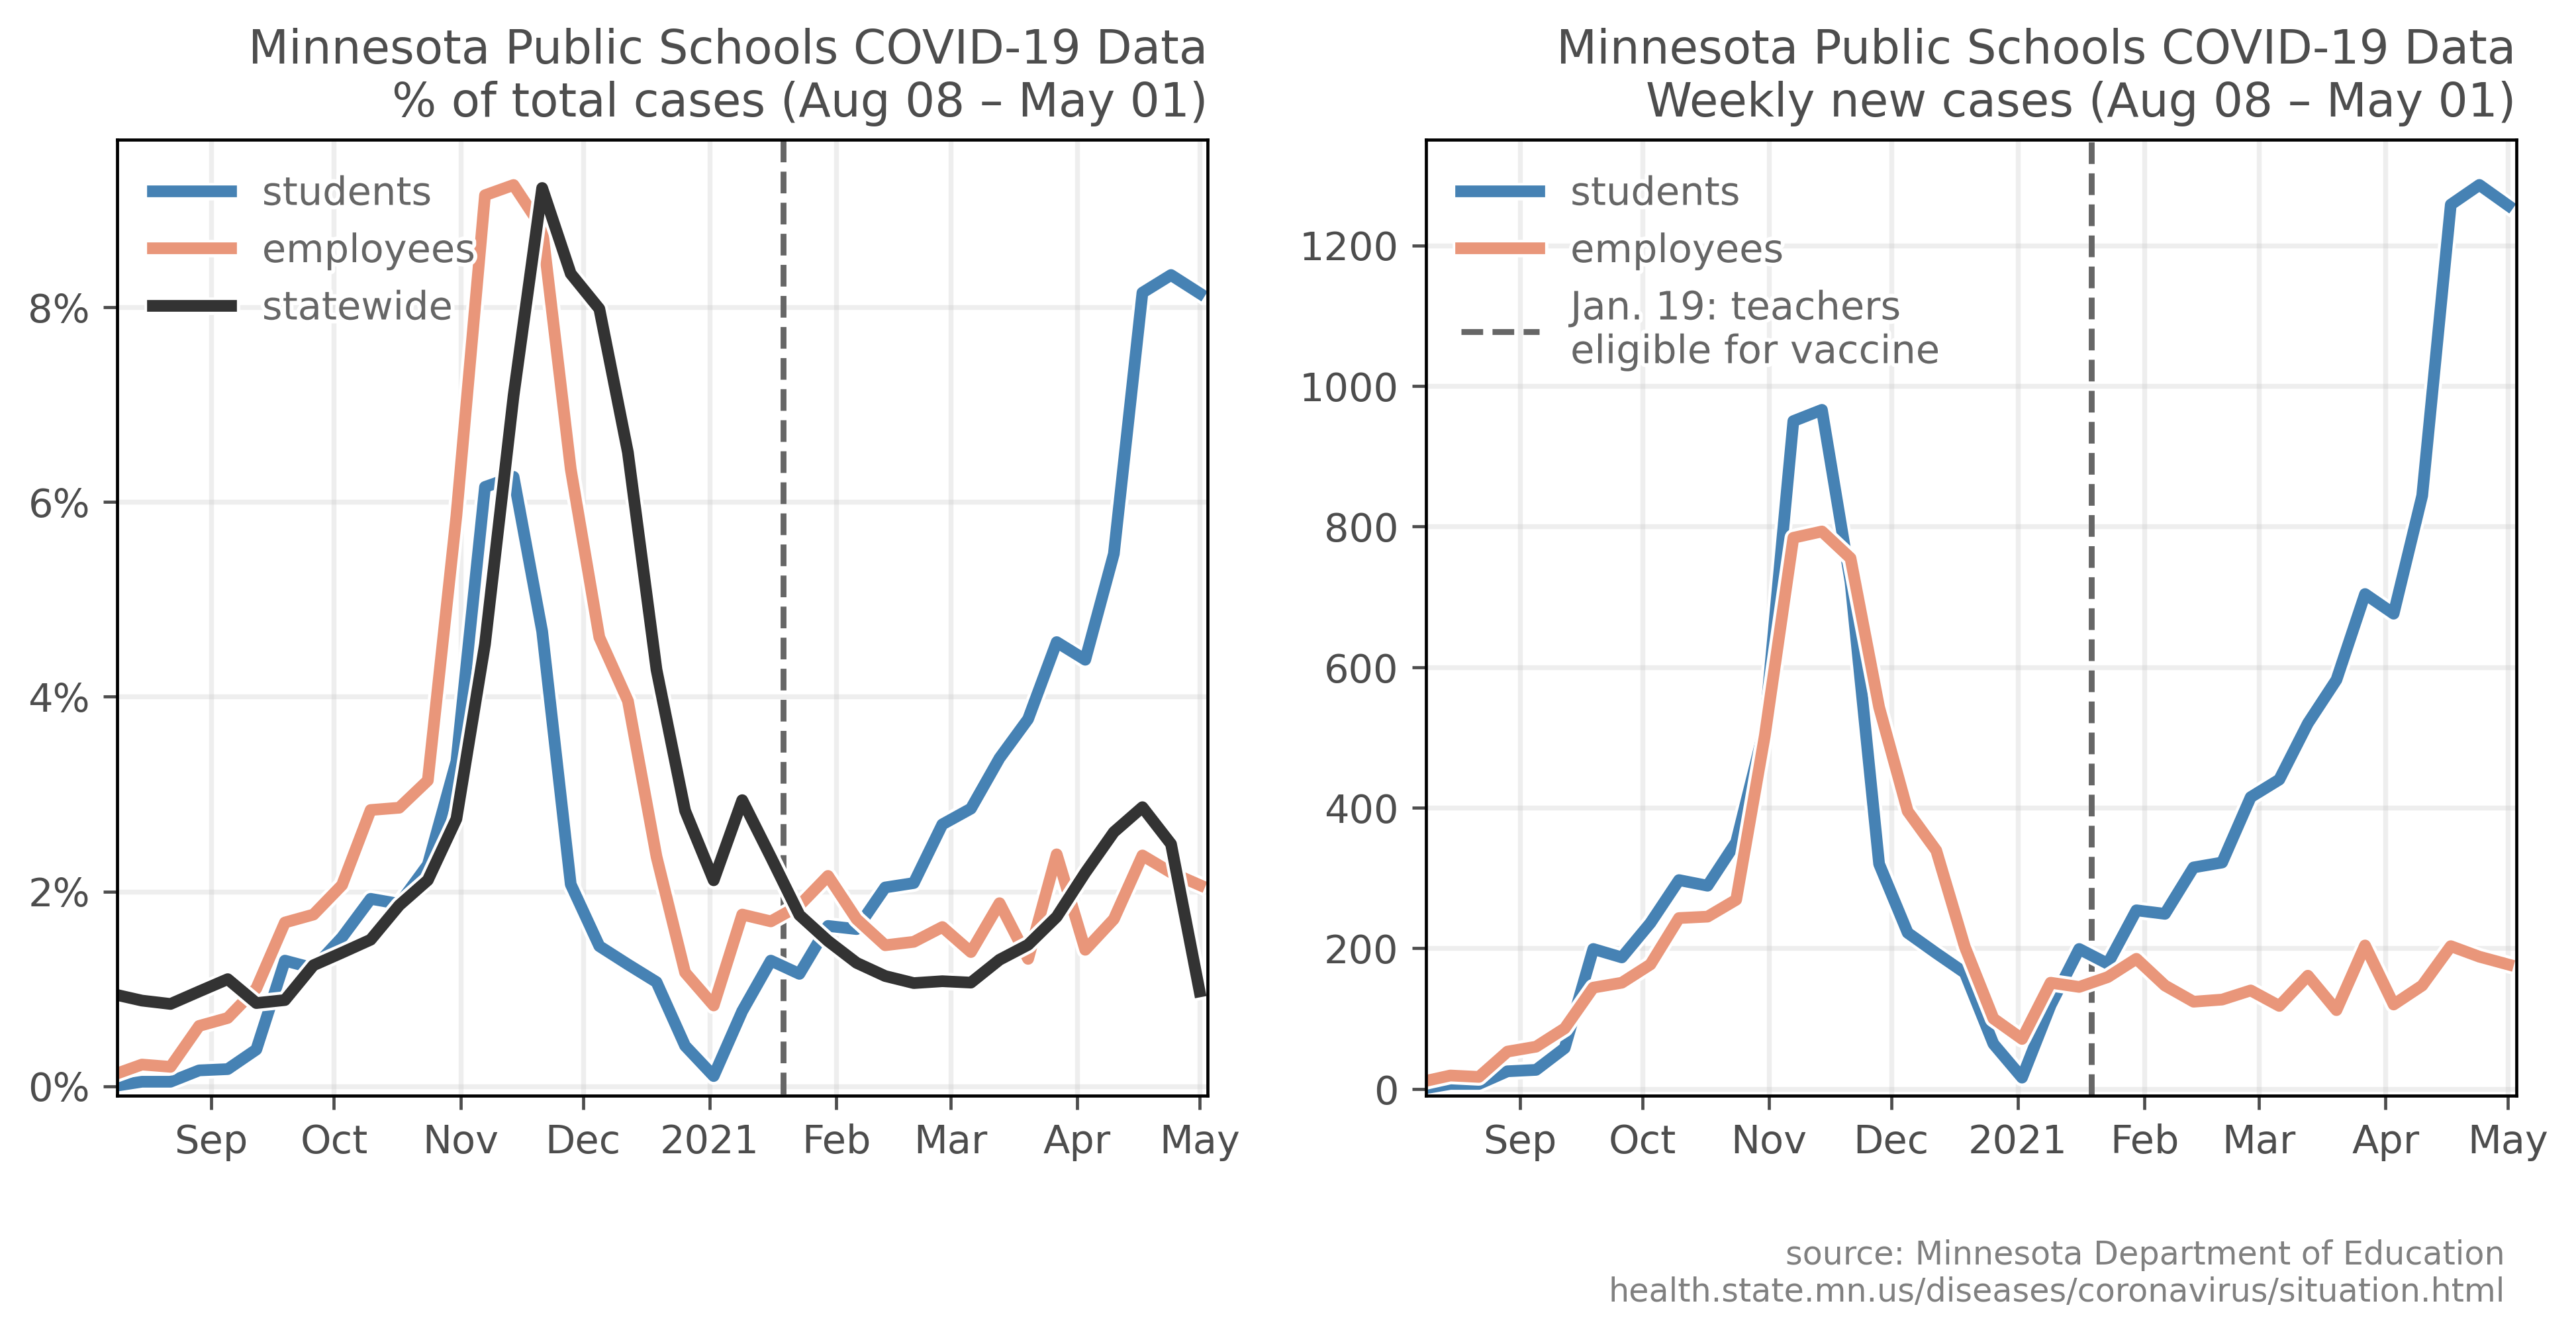 Minnesota Public Schools COVID-19 Data
% of total cases (Aug 08 – May 01)
students
employees
statewide
8%
6%
4%
2%
0%
Sep Oct Nov Dec 2021 Feb Mar Apr May
Minnesota Public Schools COVID-19 Data
Weekly new cases (Aug 08 – May 01)
students
employees
Jan. 19: teachers
eligible for vaccine
1200
1000
800
600
400
200
0
Sep Oct Nov Dec 2021 Feb Mar Apr May
source: Minnesota Department of Education
health.state.mn.us/diseases/coronavirus/situation.html